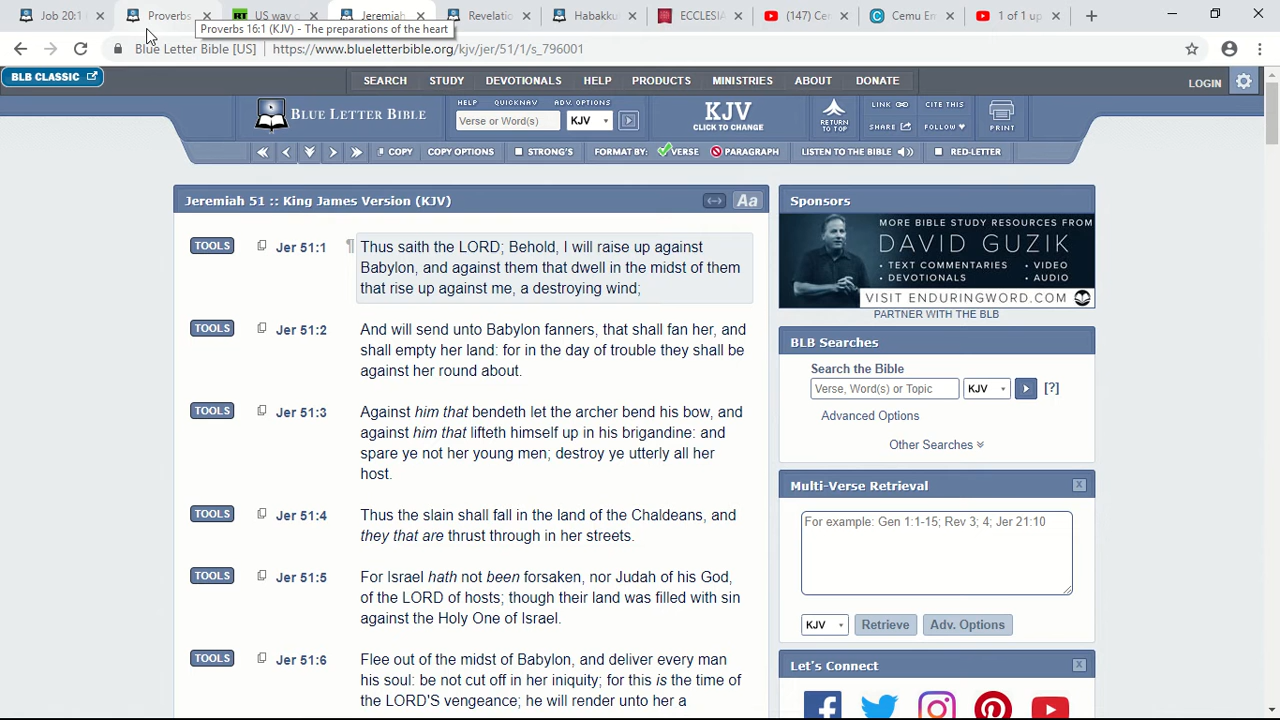 Job 20:1 (
Proverbs
US way c
Jeremiah
Revelatic
Habakku
ECCLESIA
(147) Ce
Cemu Em
1 of 1 up
Proverbs 16:1 (KJV) - The preparations of the heart
Blue Letter Bible [US]
https://www.blueletterbible.org/kjv/jer/51/1/s_796001
BLB CLASSIC
SEARCH STUDY DEVOTIONALS HELP PRODUCTS MINISTRIES ABOUT DONATE
LOGIN
BLUE LETTER BIBLE
HELP QUICKNAV ADV. OPTIONS
Verse or Word(s) KJV
KJV
CLICK TO CHANGE
RETURN
TO TOP
LINK CITE THIS
SHARE FOLLOW
PRINT
COPY COPY OPTIONS STRONG'S FORMAT BY: VERSE PARAGRAPH LISTEN TO THE BIBLE RED-LETTER
Jeremiah 51 :: King James Version (KJV) Aa
TOOLS Jer 51:1 ¶ Thus saith the LORD; Behold, I will raise up against
Babylon, and against them that dwell in the midst of them
that rise up against me, a destroying wind;
TOOLS Jer 51:2 And will send unto Babylon fanners, that shall fan her, and
shall empty her land: for in the day of trouble they shall be
against her round about.
TOOLS Jer 51:3 Against him that bendeth let the archer bend his bow, and
against him that lifteth himself up in his brigandine: and
spare ye not her young men; destroy ye utterly all her
host.
TOOLS Jer 51:4 Thus the slain shall fall in the land of the Chaldeans, and
they that are thrust through in her streets.
TOOLS Jer 51:5 For Israel hath not been forsaken, nor Judah of his God,
of the LORD of hosts; though their land was filled with sin
against the Holy One of Israel.
TOOLS Jer 51:6 Flee out of the midst of Babylon, and deliver every man
his soul: be not cut off in her iniquity; for this is the time of
the LORD'S vengeance; he will render unto her a
Sponsors
MORE BIBLE STUDY RESOURCES FROM
DAVID GUZIK
• TEXT COMMENTARIES • VIDEO
• DEVOTIONALS • AUDIO
VISIT ENDURINGWORD.COM
PARTNER WITH THE BLB
BLB Searches
Search the Bible
Verse, Word(s) or Topic KJV [?]
Advanced Options
Other Searches
Multi-Verse Retrieval X
For example: Gen 1:1-15; Rev 3; 4; Jer 21:10
KJV Retrieve Adv. Options
Let's Connect X